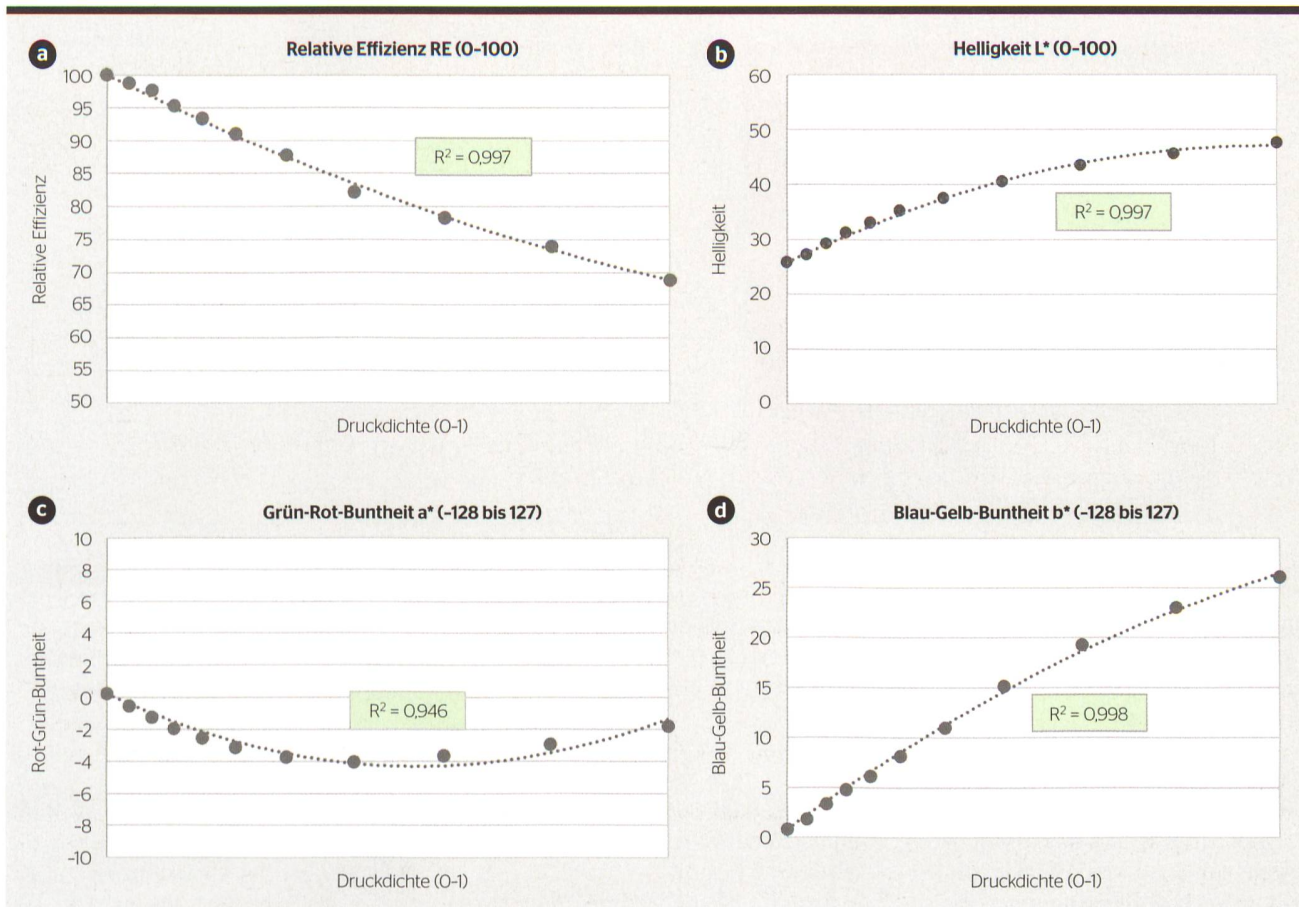 a
Relative Effizienz RE (0–100)
Relative Effizienz
100
95
90
85
80
75
70
65
60
55
50
R² = 0,997
Druckdichte (0–1)
b
Helligkeit L* (0–100)
Helligkeit
60
50
40
30
20
10
0
R² = 0,997
Druckdichte (0–1)
c
Grün-Rot-Buntheit a* (–128 bis 127)
Rot-Grün-Buntheit
10
8
6
4
2
0
-2
-4
-6
-8
-10
R² = 0,946
Druckdichte (0–1)
d
Blau-Gelb-Buntheit b* (–128 bis 127)
Blau-Gelb-Buntheit
30
25
20
15
10
5
0
R² = 0,998
Druckdichte (0–1)